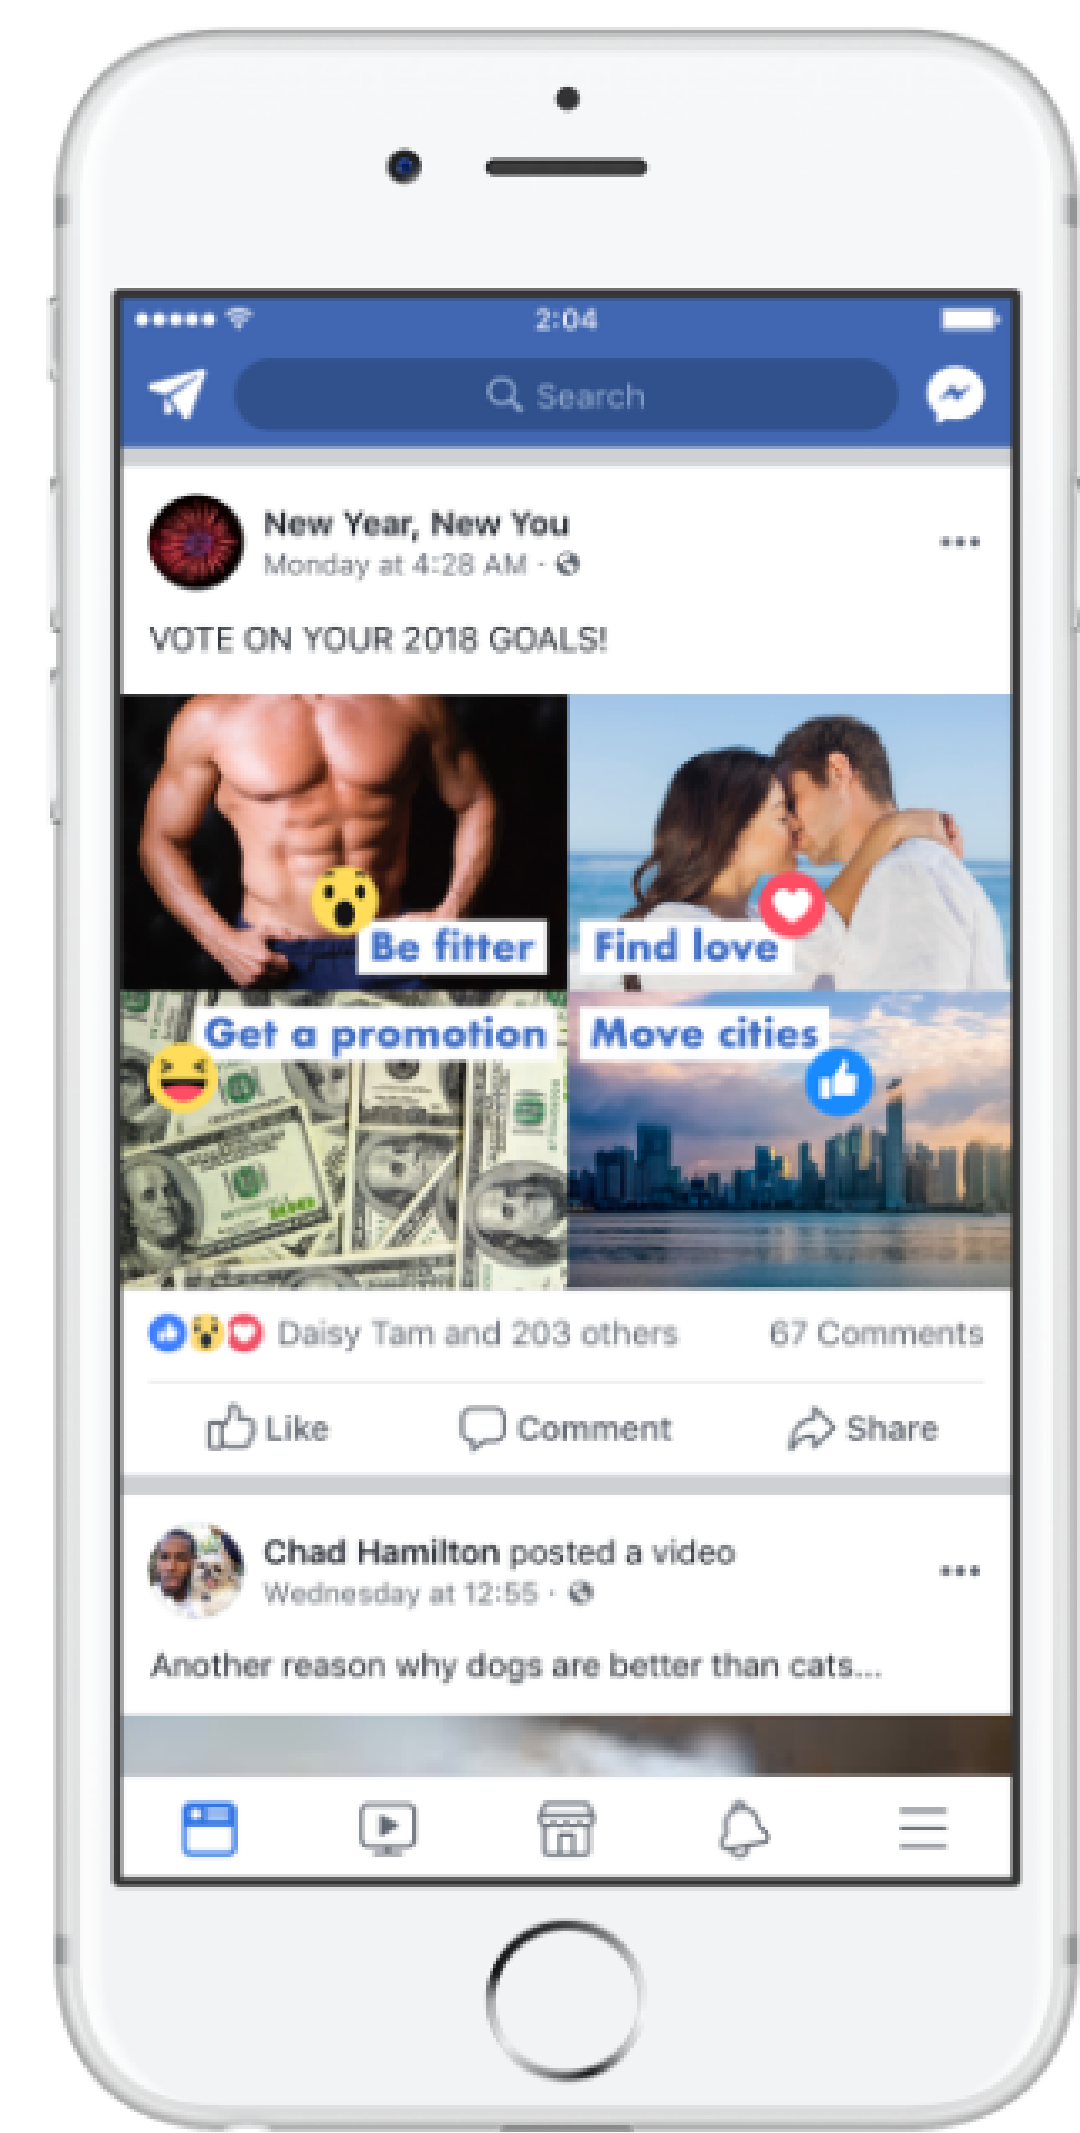 2:04
Search
New Year, New You
Monday at 4:28 AM ·
VOTE ON YOUR 2018 GOALS!
Be fitter
Find love
Get a promotion
Move cities
Daisy Tam and 203 others
67 Comments
Like
Comment
Share
Chad Hamilton posted a video
Wednesday at 12:55 ·
Another reason why dogs are better than cats...